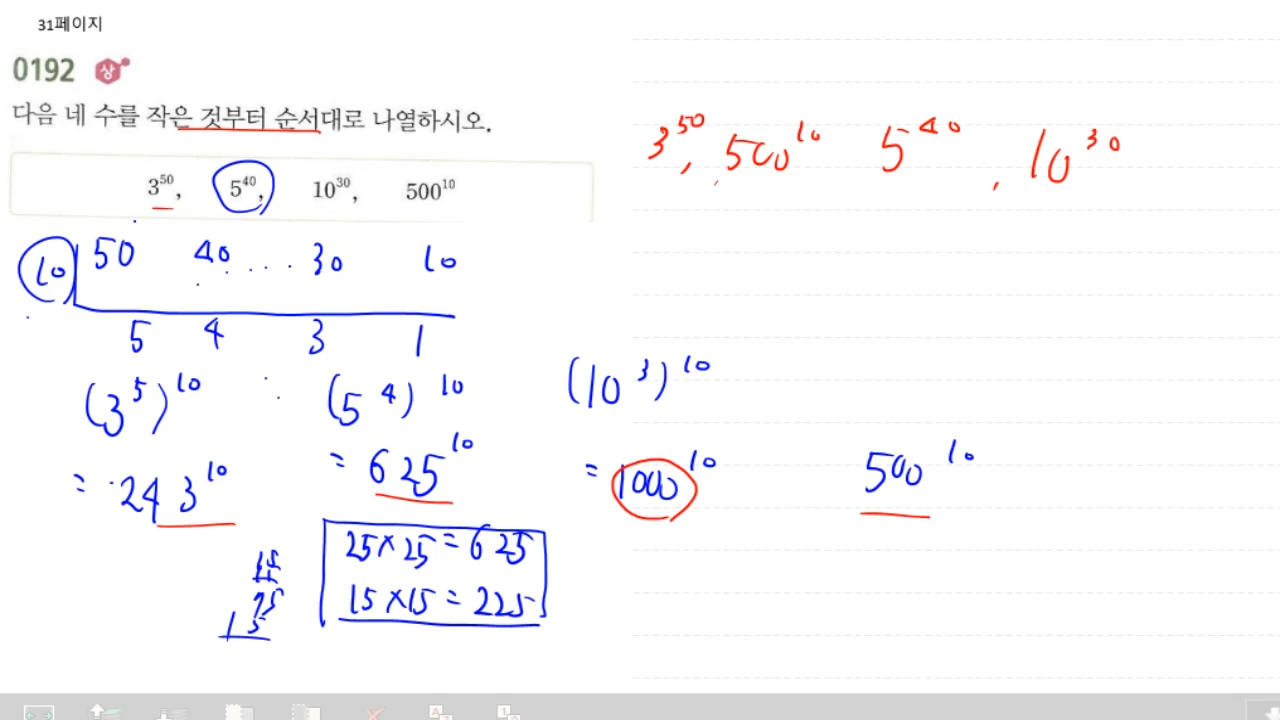 31페이지
0192 상
다음 네 수를 작은 것부터 순서대로 나열하시오.
3^50, 5^40, 10^30, 500^10
3^50, 500^10 5^40, 10^30
10 50 40 .... 30 10
5 4 3 1
(3^5)^10 (5^4)^10 (10^3)^10
= 243^10 = 625^10 = 1000^10 500^10
25×25=625
15×15=225